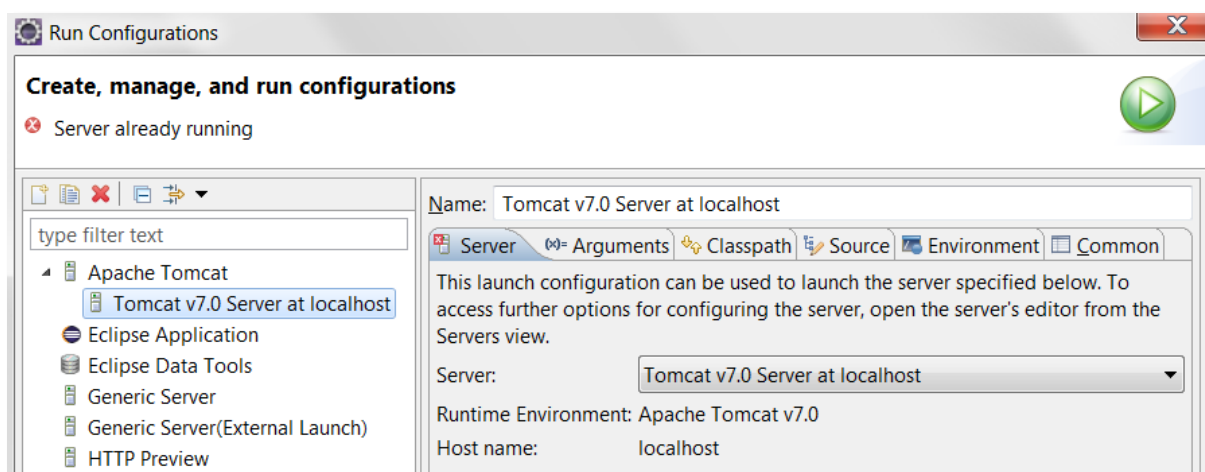 Run Configurations
X
Create, manage, and run configurations
Server already running
type filter text
Apache Tomcat
Tomcat v7.0 Server at localhost
Eclipse Application
Eclipse Data Tools
Generic Server
Generic Server(External Launch)
HTTP Preview
Name: Tomcat v7.0 Server at localhost
Server (x)= Arguments Classpath Source Environment Common
This launch configuration can be used to launch the server specified below. To
access further options for configuring the server, open the server's editor from the
Servers view.
Server: Tomcat v7.0 Server at localhost
Runtime Environment: Apache Tomcat v7.0
Host name: localhost